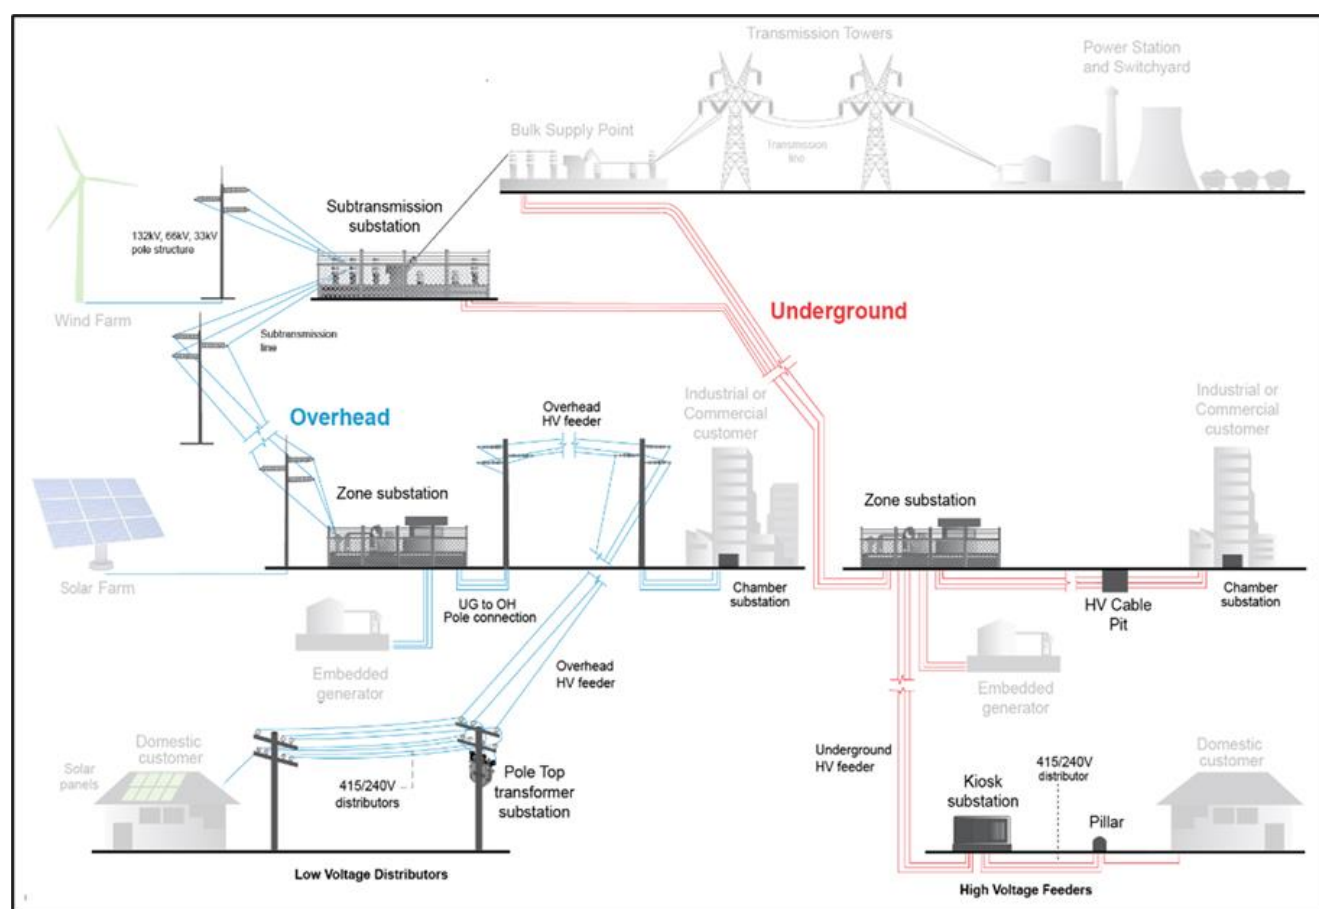 Transmission Towers
Power Station
and Switchyard
Bulk Supply Point
Transmission
line
Subtransmission
substation
132kV, 66kV, 33kV
pole structure
Wind Farm
Underground
Subtransmission
line
Overhead
Overhead
HV feeder
Industrial or
Commercial
customer
Industrial or
Commercial
customer
Zone substation
Zone substation
Solar Farm
UG to OH
Pole connection
Chamber
substation
HV Cable
Pit
Chamber
substation
Embedded
generator
Overhead
HV feeder
Embedded
generator
Domestic
customer
Solar
panels
415/240V
distributors
Pole Top
transformer
substation
Underground
HV feeder
Kiosk
substation
415/240V
distributor
Pillar
Domestic
customer
Low Voltage Distributors
High Voltage Feeders